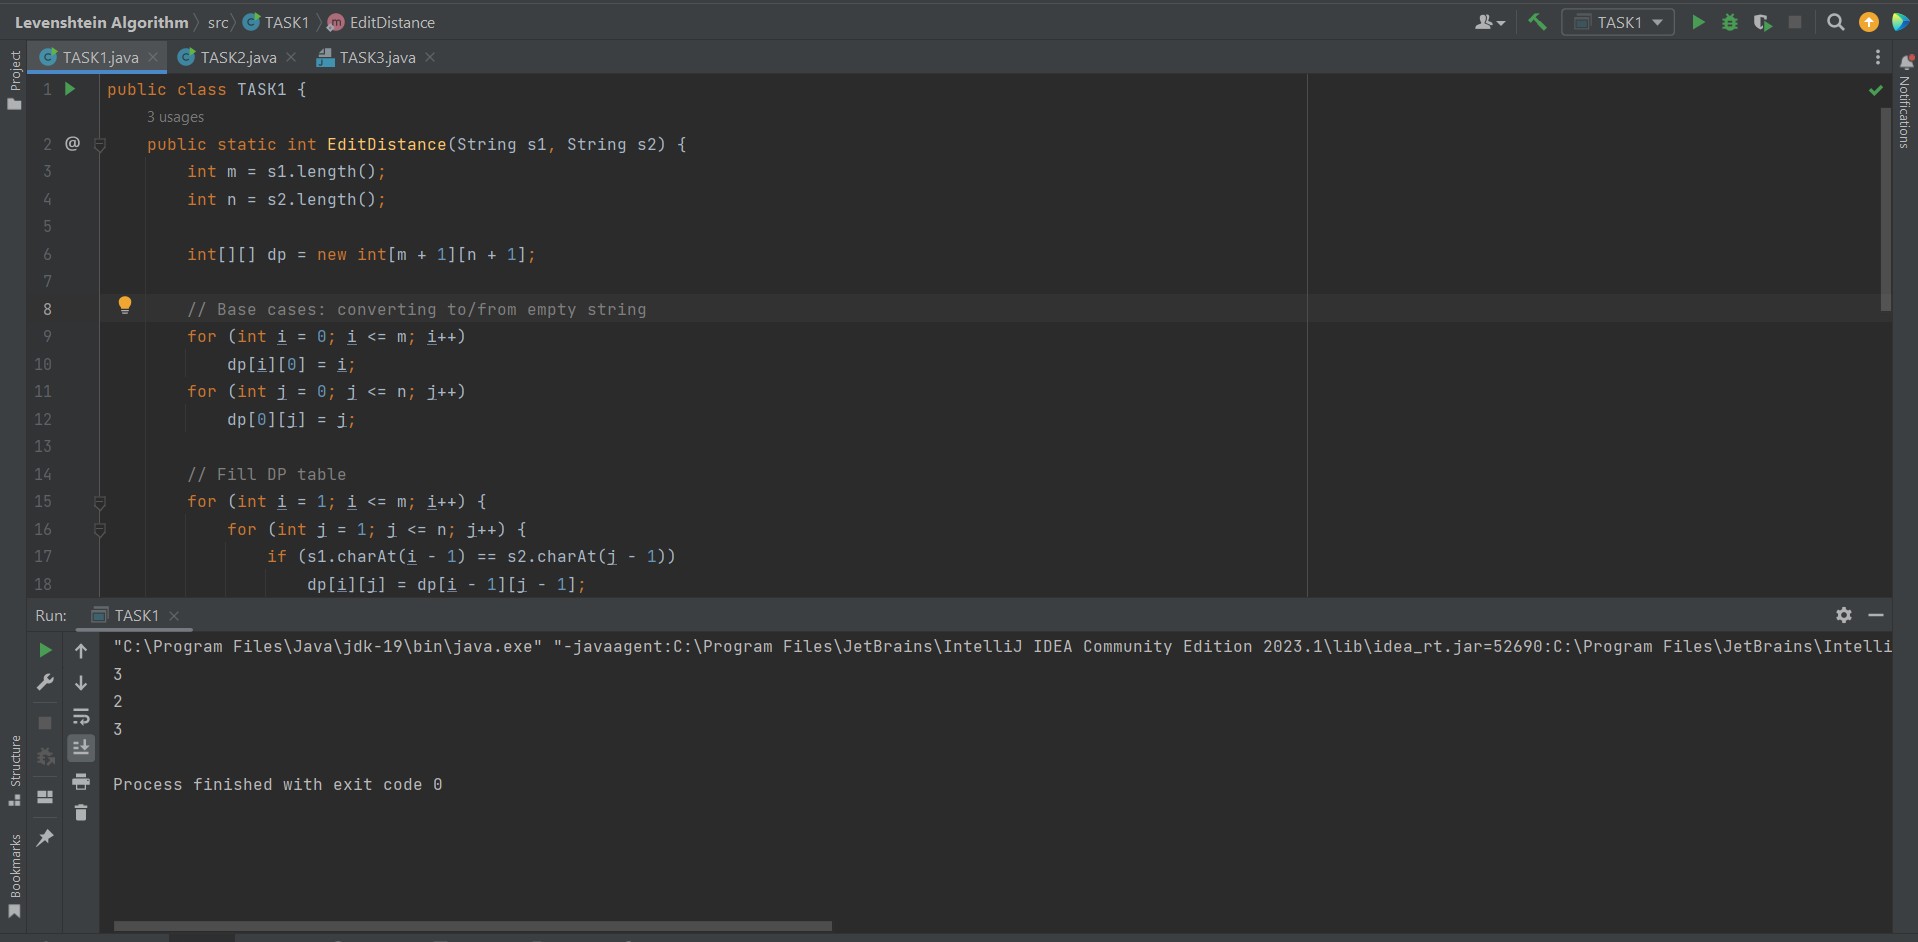 Levenshtein Algorithm src TASK1 m EditDistance TASK1
Project
TASK1.java TASK2.java TASK3.java
Notifications
1 public class TASK1 {
3 usages
2 @ public static int EditDistance(String s1, String s2) {
3 int m = s1.length();
4 int n = s2.length();
5
6 int[][] dp = new int[m + 1][n + 1];
7
8 // Base cases: converting to/from empty string
9 for (int i = 0; i <= m; i++)
10 dp[i][0] = i;
11 for (int j = 0; j <= n; j++)
12 dp[0][j] = j;
13
14 // Fill DP table
15 for (int i = 1; i <= m; i++) {
16 for (int j = 1; j <= n; j++) {
17 if (s1.charAt(i - 1) == s2.charAt(j - 1))
18 dp[i][j] = dp[i - 1][j - 1];
Run: TASK1
"C:\Program Files\Java\jdk-19\bin\java.exe" "-javaagent:C:\Program Files\JetBrains\IntelliJ IDEA Community Edition 2023.1\lib\idea_rt.jar=52690:C:\Program Files\JetBrains\Intelli
3
2
3
Process finished with exit code 0
Structure
Bookmarks